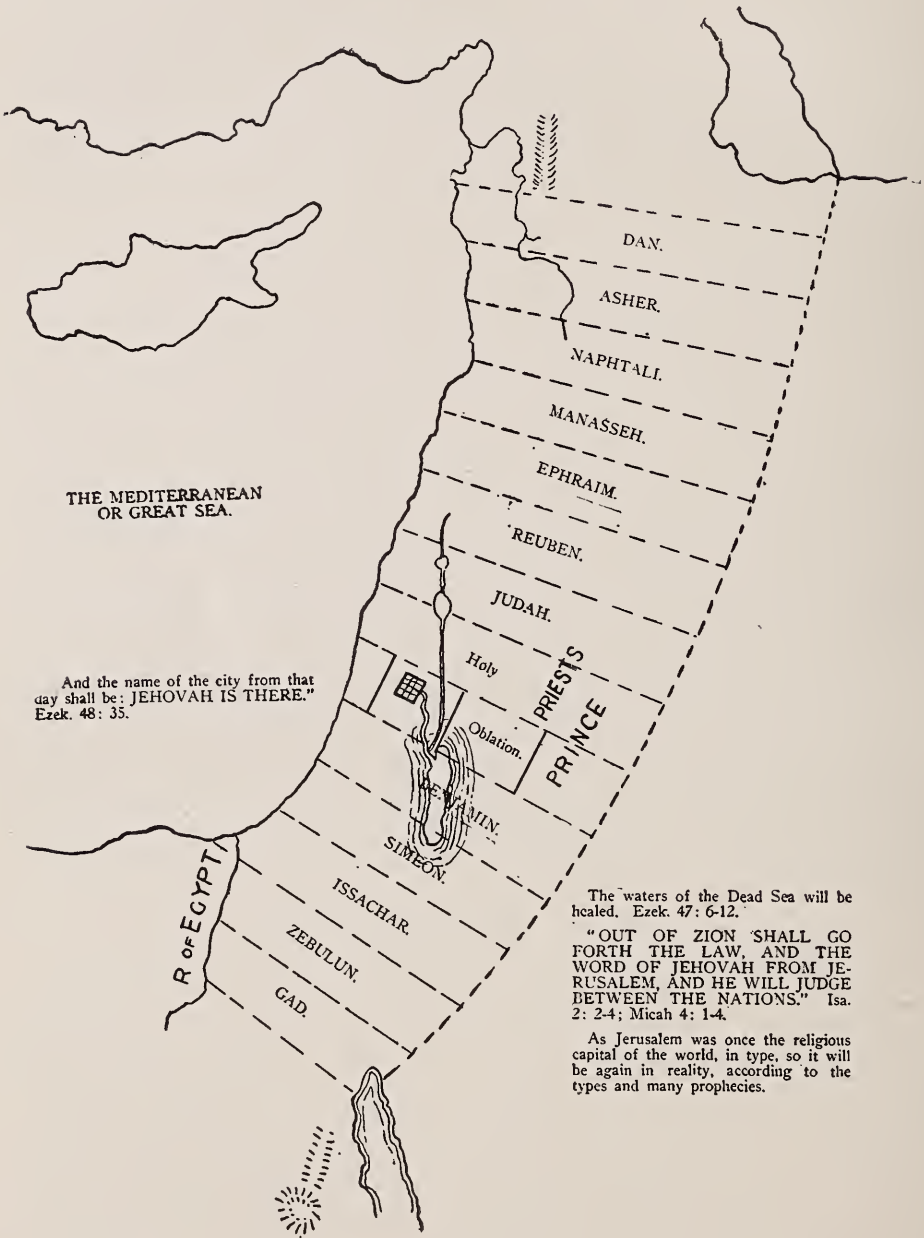 DAN.
ASHER.
NAPHTALI.
MANASSEH.
EPHRAIM.
REUBEN.
JUDAH.
THE MEDITERRANEAN
OR GREAT SEA.
Holy
PRIESTS
And the name of the city from that
day shall be: JEHOVAH IS THERE."
Ezek. 48: 35.
Oblation.
PRINCE
BENJAMIN.
SIMEON.
ISSACHAR.
ZEBULUN.
GAD.
R OF EGYPT
The waters of the Dead Sea will be
healed. Ezek. 47: 6-12.
"OUT OF ZION SHALL GO
FORTH THE LAW, AND THE
WORD OF JEHOVAH FROM JE-
RUSALEM, AND HE WILL JUDGE
BETWEEN THE NATIONS." Isa.
2: 2-4; Micah 4: 1-4.
As Jerusalem was once the religious
capital of the world, in type, so it will
be again in reality, according to the
types and many prophecies.